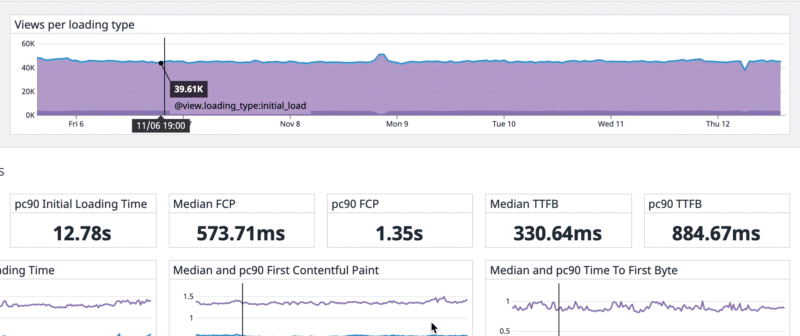 Views per loading type
60K
40K
20K
0K
39.61K
@view.loading_type:initial_load
Fri 6
11/06 19:00
Nov 8
Mon 9
Tue 10
Wed 11
Thu 12
s
pc90 Initial Loading Time
12.78s
Median FCP
573.71ms
pc90 FCP
1.35s
Median TTFB
330.64ms
pc90 TTFB
884.67ms
ding Time
Median and pc90 First Contentful Paint
1.5
1
Median and pc90 Time To First Byte
1
0.5